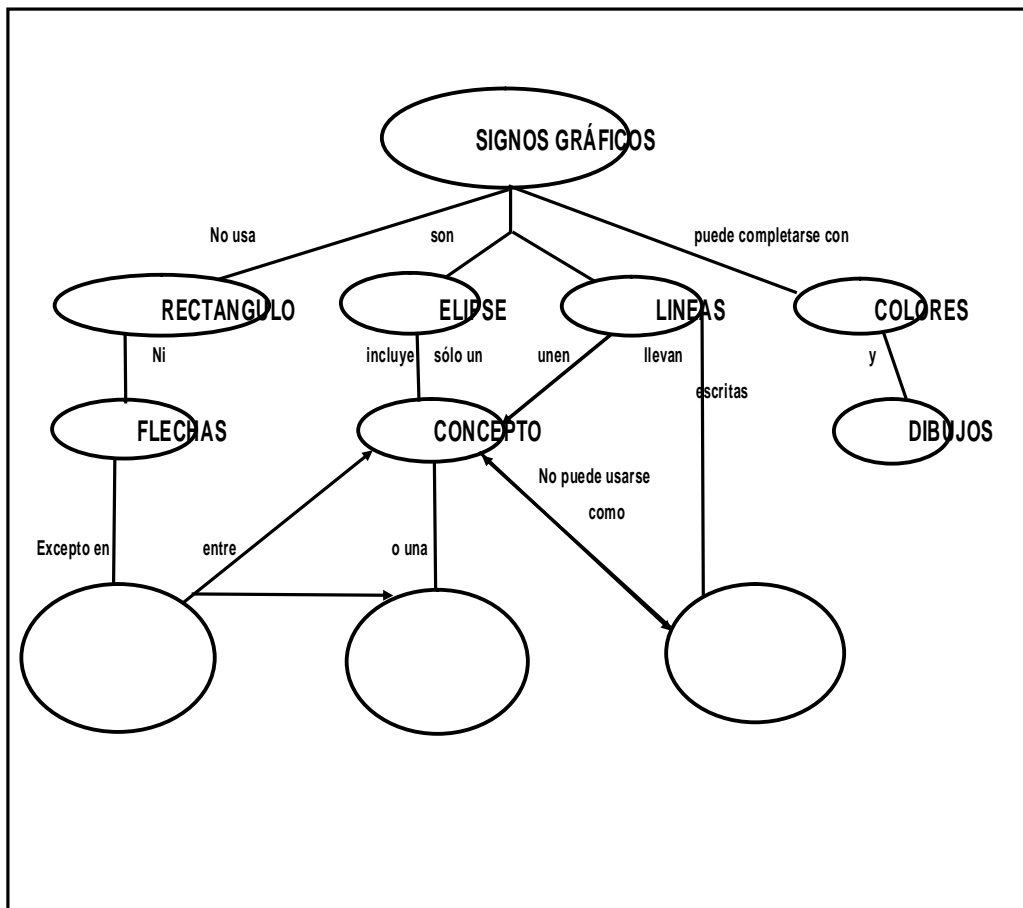 SIGNOS GRÁFICOS
No usa
son
puede completarse con
RECTANGULO
ELIPSE
LINEAS
COLORES
Ni
incluye
sólo un
unen
llevan
y
escritas
FLECHAS
CONCEPTO
DIBUJOS
No puede usarse
como
Excepto en
entre
o una